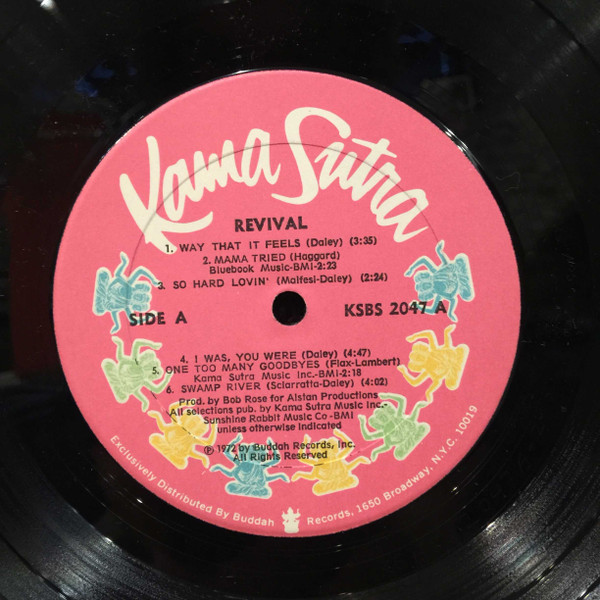 Kama Sutra
REVIVAL
1. WAY THAT IT FEELS (Daley) (3:35)
2. MAMA TRIED (Haggard)
Bluebook Music-BMI-2:23
3. SO HARD LOVIN' (Malfesi-Daley) (2:24)
SIDE A
KSBS 2047 A
4. I WAS, YOU WERE (Daley) (4:47)
5. ONE TOO MANY GOODBYES (Flax-Lambert)
Kama Sutra Music Inc.-BMI-2:18
6. SWAMP RIVER (Sclarratta-Daley) (4:02)
Prod. by Bob Rose for Alstan Productions
All selections pub. by Kama Sutra Music Inc.-
Sunshine Rabbit Music Co-BMI
unless otherwise indicated
℗ 1972 by Buddah Records, Inc.
All Rights Reserved
Exclusively Distributed By Buddah Records, 1650 Broadway, N.Y.C. 10019